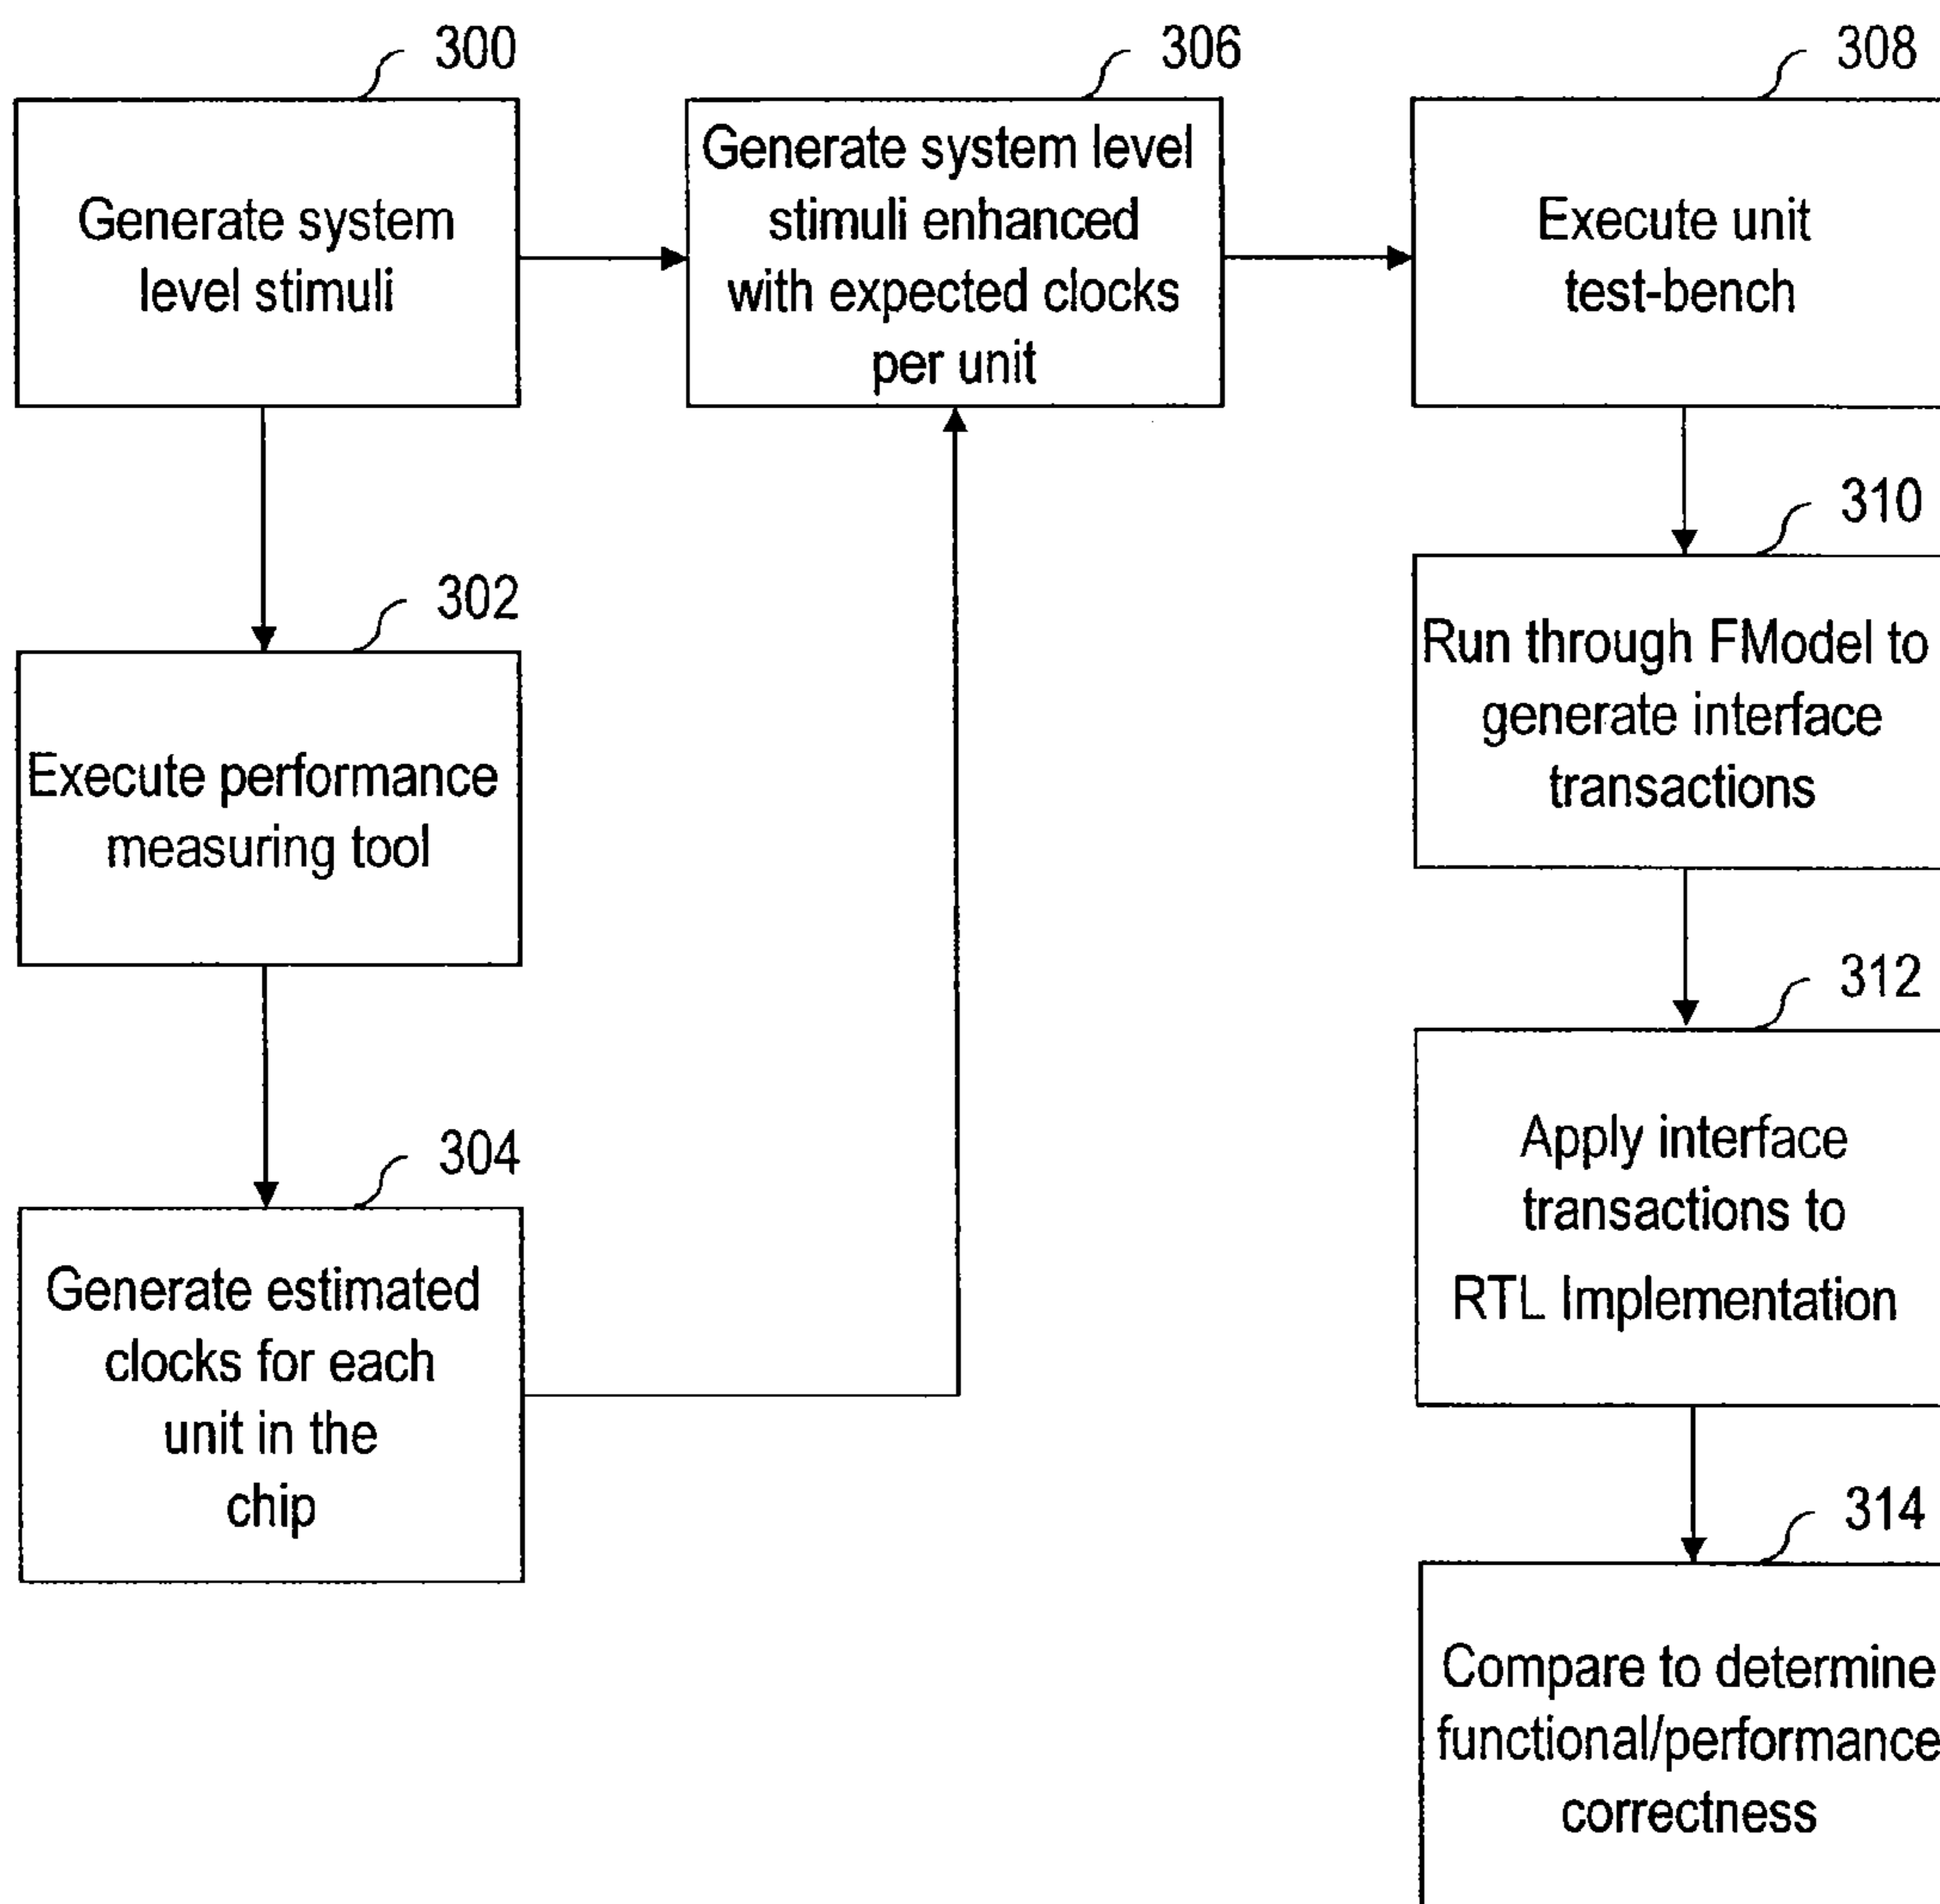 300
Generate system
level stimuli
306
Generate system level
stimuli enhanced
with expected clocks
per unit
308
Execute unit
test-bench
302
Execute performance
measuring tool
310
Run through FModel to
generate interface
transactions
304
Generate estimated
clocks for each
unit in the
chip
312
Apply interface
transactions to
RTL Implementation
314
Compare to determine
functional/performance
correctness